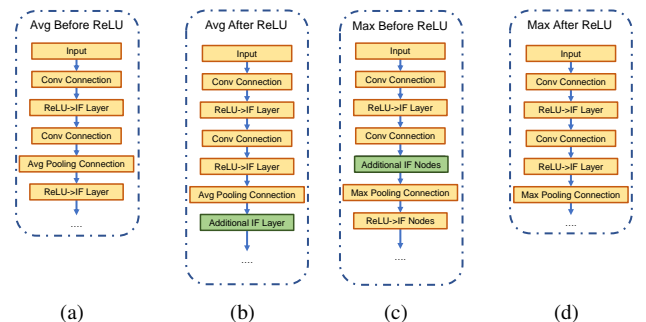 Avg Before ReLU
Input
Conv Connection
ReLU->IF Layer
Conv Connection
Avg Pooling Connection
ReLU->IF Layer
....
(a)
Avg After ReLU
Input
Conv Connection
ReLU->IF Layer
Conv Connection
ReLU->IF Layer
Avg Pooling Connection
Additional IF Layer
....
(b)
Max Before ReLU
Input
Conv Connection
ReLU->IF Layer
Conv Connection
Additional IF Nodes
Max Pooling Connection
ReLU->IF Nodes
....
(c)
Max After ReLU
Input
Conv Connection
ReLU->IF Layer
Conv Connection
ReLU->IF Layer
Max Pooling Connection
....
(d)